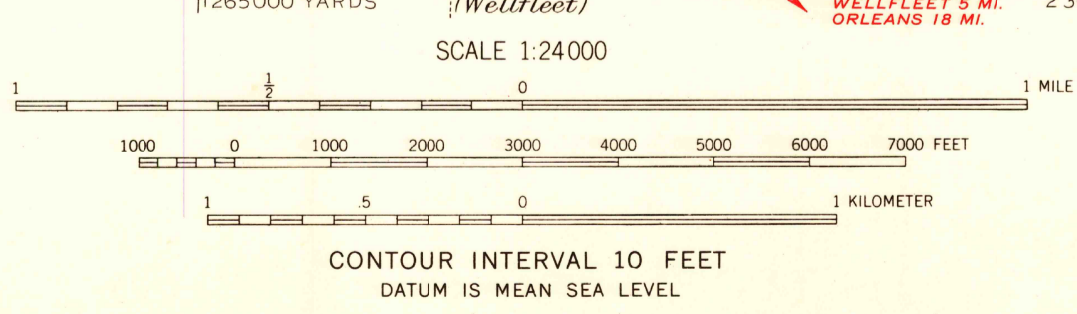 1265000 YARDS (Wellfleet) WELLFLEET 5 MI. 23
ORLEANS 18 MI.
SCALE 1:24000
1 1/2 0 1 MILE
1000 0 1000 2000 3000 4000 5000 6000 7000 FEET
1 .5 0 1 KILOMETER
CONTOUR INTERVAL 10 FEET
DATUM IS MEAN SEA LEVEL